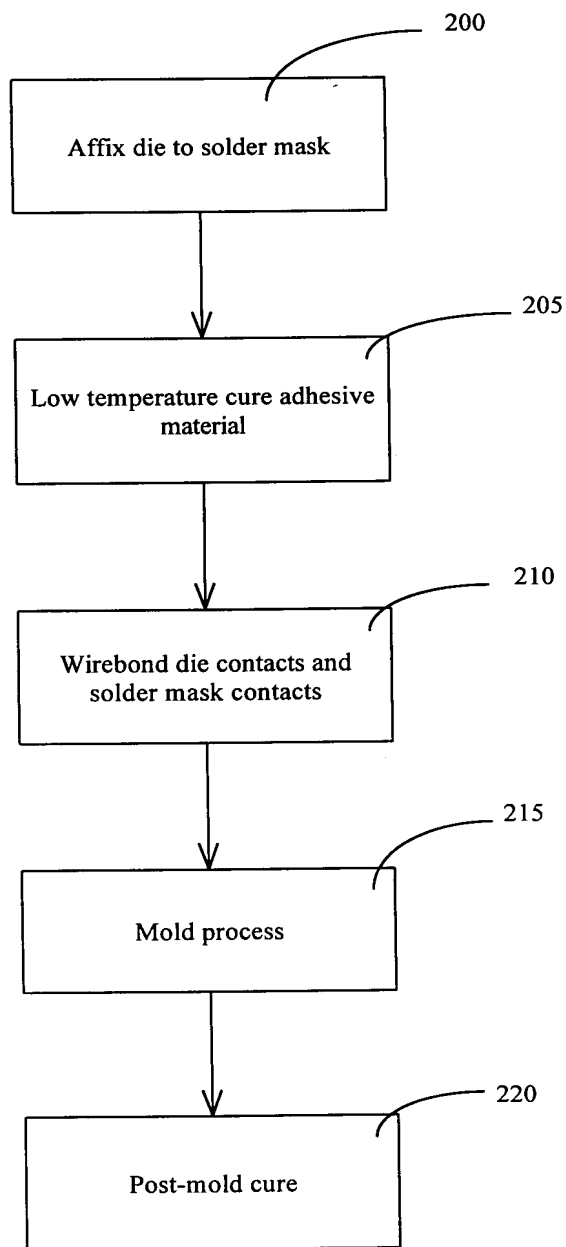 200
Affix die to solder mask
205
Low temperature cure adhesive
material
210
Wirebond die contacts and
solder mask contacts
215
Mold process
220
Post-mold cure